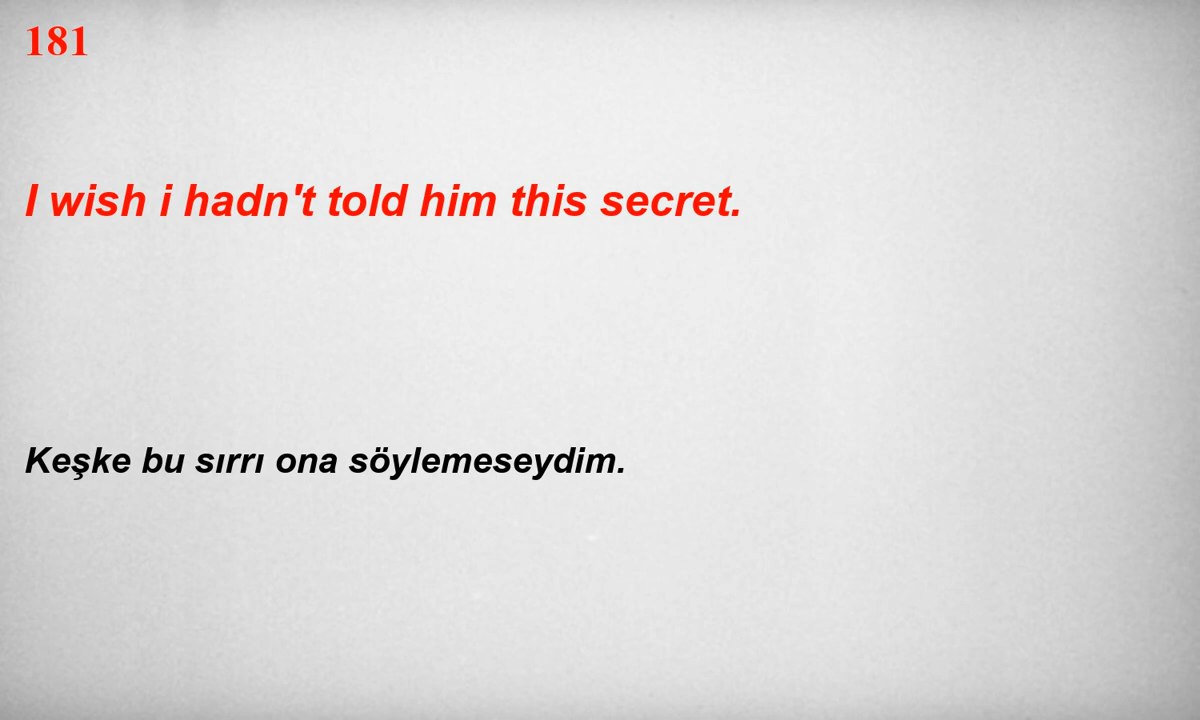 181
I wish i hadn't told him this secret.
Keşke bu sırrı ona söylemeseydim.